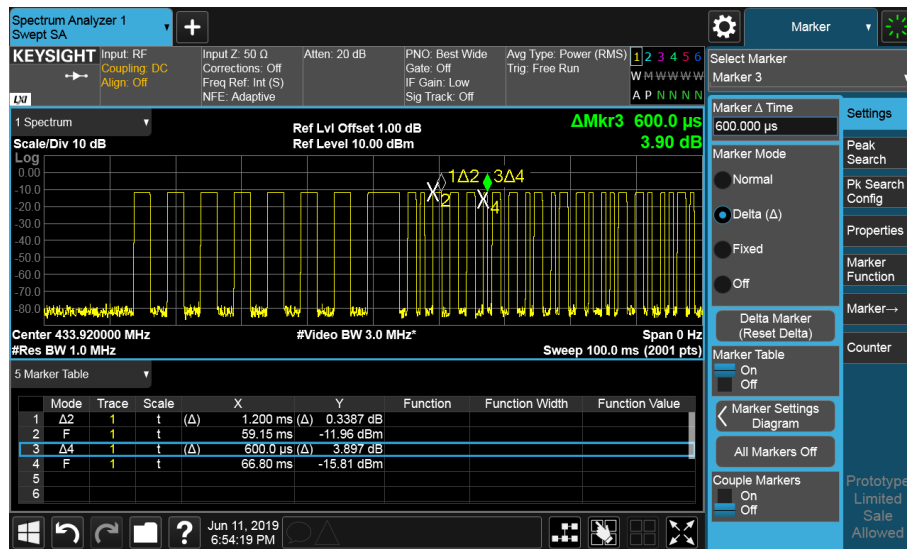 Spectrum Analyzer 1
Swept SA
Marker
KEYSIGHT
Input: RF
Coupling: DC
Align: Off
Input Z: 50 Ω
Corrections: Off
Freq Ref: Int (S)
NFE: Adaptive
Atten: 20 dB
PNO: Best Wide
Gate: Off
IF Gain: Low
Sig Track: Off
Avg Type: Power (RMS)
Trig: Free Run
1 2 3 4 5 6
W M W W W W
A P N N N N
LXI
Select Marker
Marker 3
1 Spectrum
Scale/Div 10 dB
Ref Lvl Offset 1.00 dB
Ref Level 10.00 dBm
ΔMkr3 600.0 µs
3.90 dB
Log
0.00
-10.0
-20.0
-30.0
-40.0
-50.0
-60.0
-70.0
-80.0
1Δ2
3Δ4
2
4
Center 433.920000 MHz
#Res BW 1.0 MHz
#Video BW 3.0 MHz*
Span 0 Hz
Sweep 100.0 ms (2001 pts)
5 Marker Table
Mode Trace Scale X Y Function Function Width Function Value
1 Δ2 1 t (Δ) 1.200 ms (Δ) 0.3387 dB
2 F 1 t 59.15 ms -11.96 dBm
3 Δ4 1 t (Δ) 600.0 µs (Δ) 3.897 dB
4 F 1 t 66.80 ms -15.81 dBm
5
6
Marker Δ Time
600.000 µs
Marker Mode
Normal
Delta (Δ)
Fixed
Off
Delta Marker
(Reset Delta)
Marker Table
On
Off
Marker Settings
Diagram
All Markers Off
Couple Markers
On
Off
Settings
Peak
Search
Pk Search
Config
Properties
Marker
Function
Marker→
Counter
Prototype
Limited
Sale
Allowed
?
Jun 11, 2019
6:54:19 PM